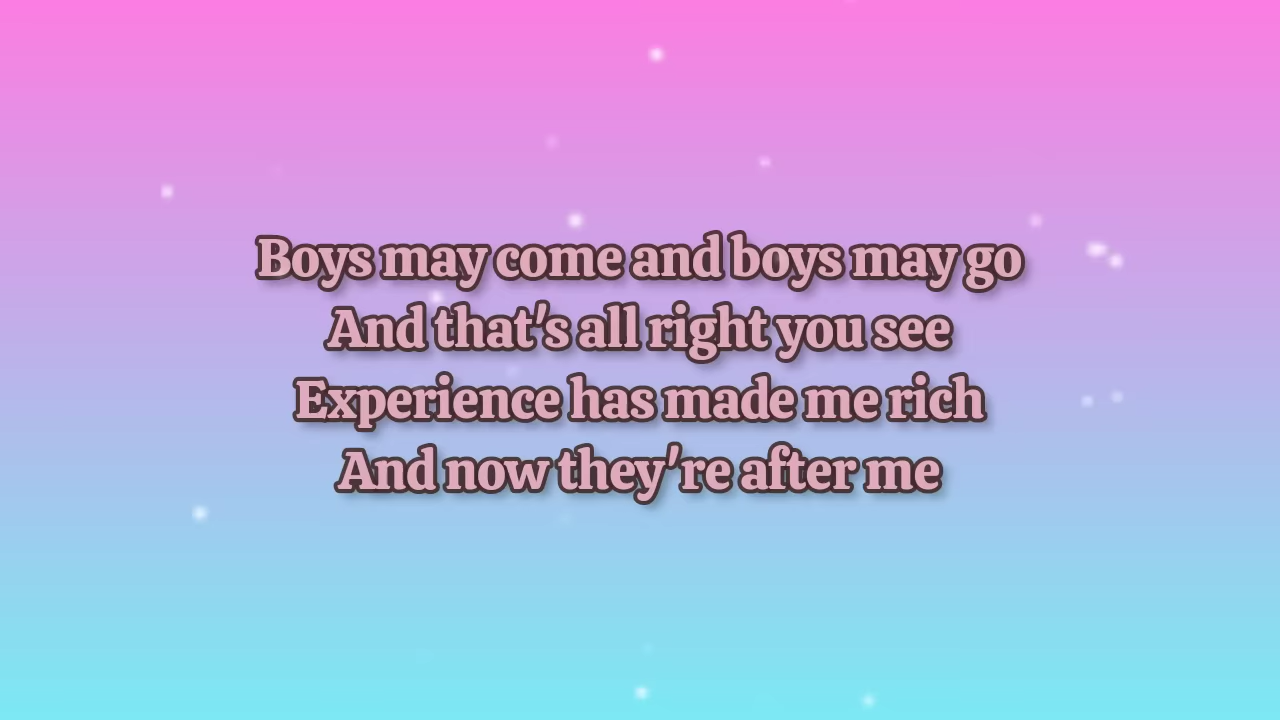 Boys may come and boys may go
And that's all right you see
Experience has made me rich
And now they're after me